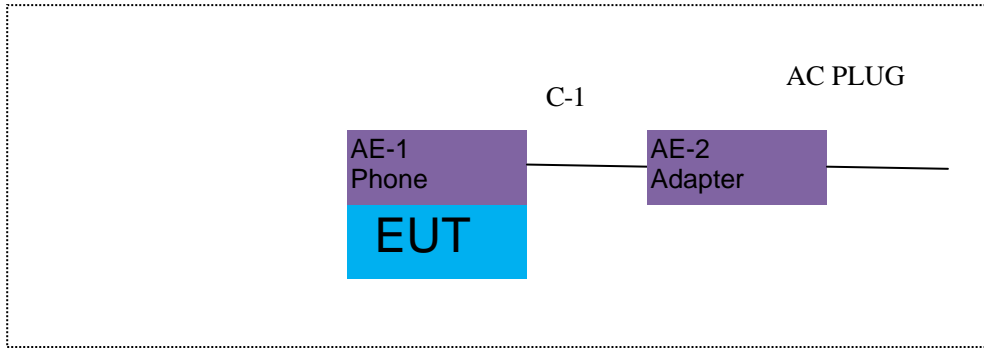 AC PLUG
C-1
AE-1
Phone
AE-2
Adapter
EUT